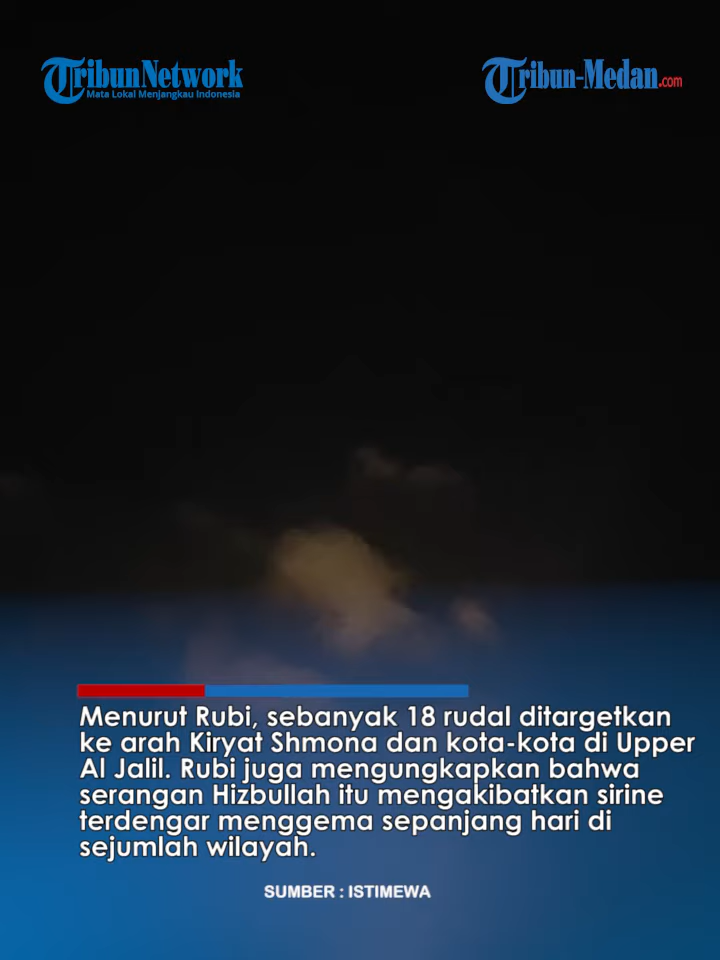 TribunNetwork
Mata Lokal Menjangkau Indonesia
Tribun-Medan.com
Menurut Rubi, sebanyak 18 rudal ditargetkan
ke arah Kiryat Shmona dan kota-kota di Upper
Al Jalil. Rubi juga mengungkapkan bahwa
serangan Hizbullah itu mengakibatkan sirine
terdengar menggema sepanjang hari di
sejumlah wilayah.
SUMBER : ISTIMEWA